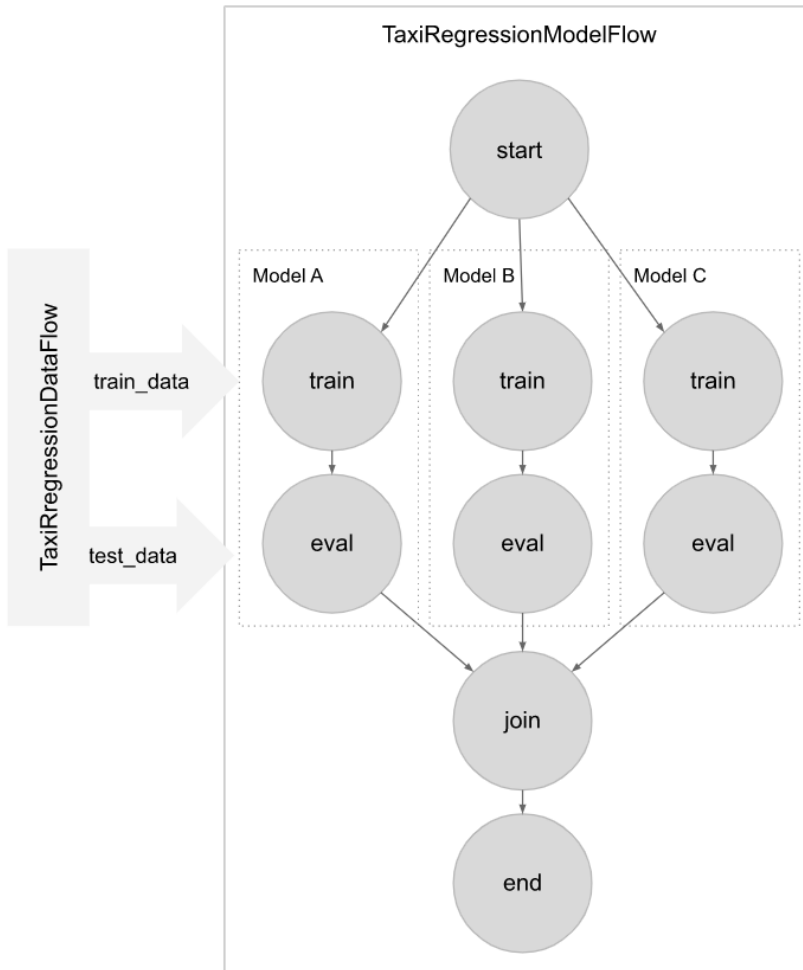 TaxiRegressionModelFlow
start
Model A
Model B
Model C
TaxiRregressionDataFlow
train_data
train
train
train
test_data
eval
eval
eval
join
end